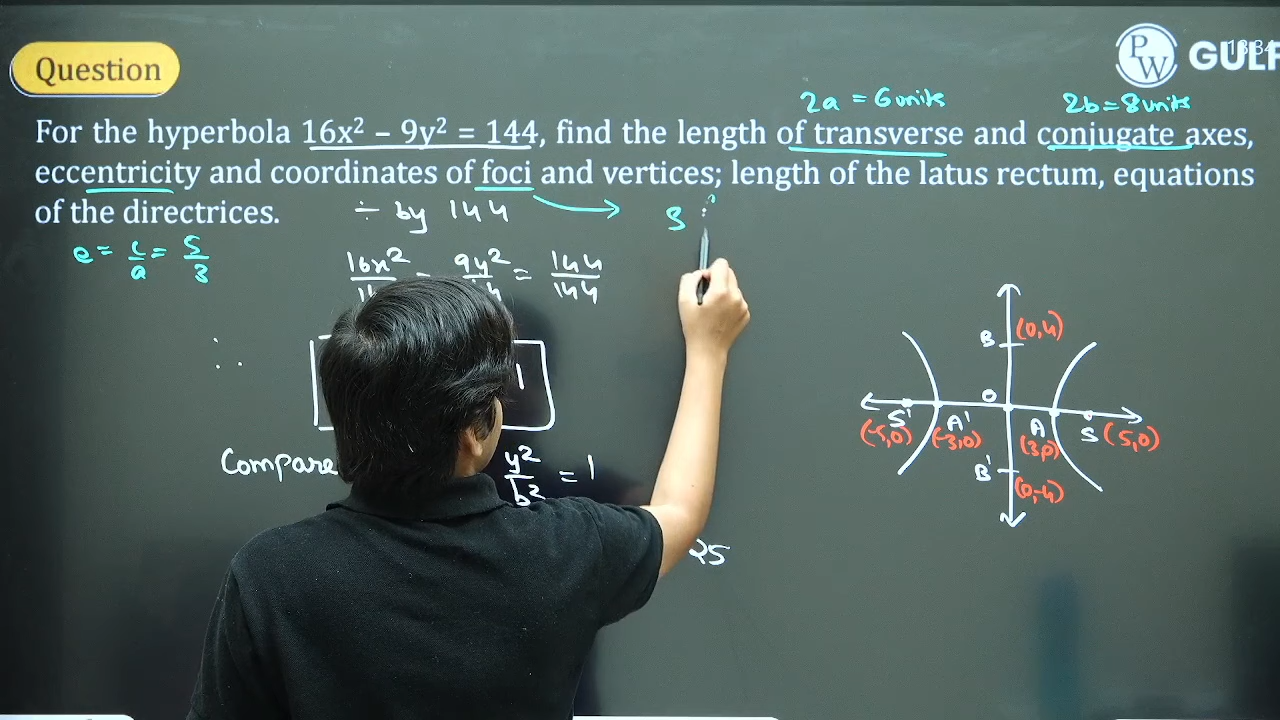 Question
PW GULF
2a = 6 units
2b = 8 units
For the hyperbola 16x² – 9y² = 144, find the length of transverse and conjugate axes,
eccentricity and coordinates of foci and vertices; length of the latus rectum, equations
of the directrices.
÷ by 144
S
e = c/a = 5/3
16x² – 9y² = 144/144
∴
1
Compare
y²/b² = 1
25
B (0,4)
O
S' A' A S
(-5,0) (-3,0) (3,0) (5,0)
B' (0,-4)